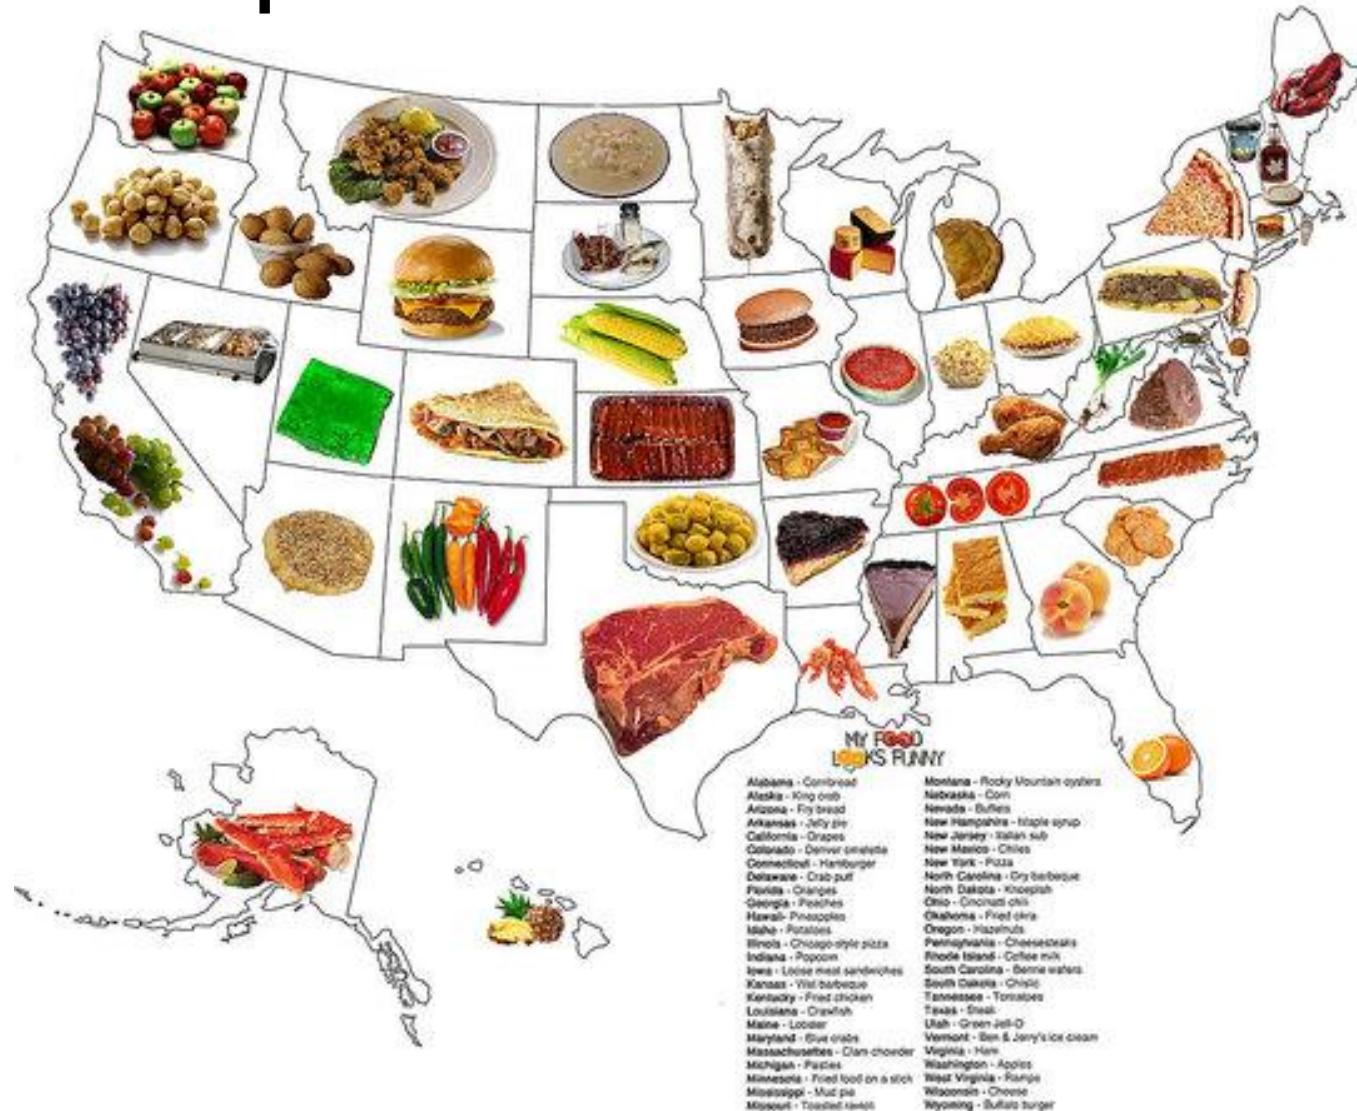 MY FOOD
LOOKS FUNNY
Alabama - Cornbread
Alaska - King crab
Arizona - Fry bread
Arkansas - Jelly pie
California - Grapes
Colorado - Denver omelette
Connecticut - Hamburger
Delaware - Crab puff
Florida - Oranges
Georgia - Peaches
Hawaii- Pineapples
Idaho - Potatoes
Illinois - Chicago-style pizza
Indiana - Popcorn
Iowa - Loose meat sandwiches
Kansas - Wet barbeque
Kentucky - Fried chicken
Louisiana - Crawfish
Maine - Lobster
Maryland - Blue crabs
Massachusettes - Clam chowder
Michigan - Pasties
Minnesota - Fried food on a stick
Mississippi - Mud pie
Missouri - Toasted ravioli
Montana - Rocky Mountain oysters
Nabraska - Corn
Nevada - Buffets
New Hampshire - Maple syrup
New Jersey - Italian sub
New Mexico - Chiles
New York - Pizza
North Carolina - Dry barbeque
North Dakota - Knoephla
Ohio - Cincinati chili
Okahoma - Fried okra
Oregon - Hazelnuts
Pennsylvania - Cheesesteaks
Rhode Island - Coffee milk
South Carolina - Benne wafers
South Dakota - Chislic
Tannessee - Tomatoes
Texas - Steak
Utah - Green Jell-O
Vermont - Ben & Jerry's ice cream
Virginia - Ham
Washington - Apples
West Virginia - Ramps
Wisconsin - Cheese
Wyoming - Buffalo burger